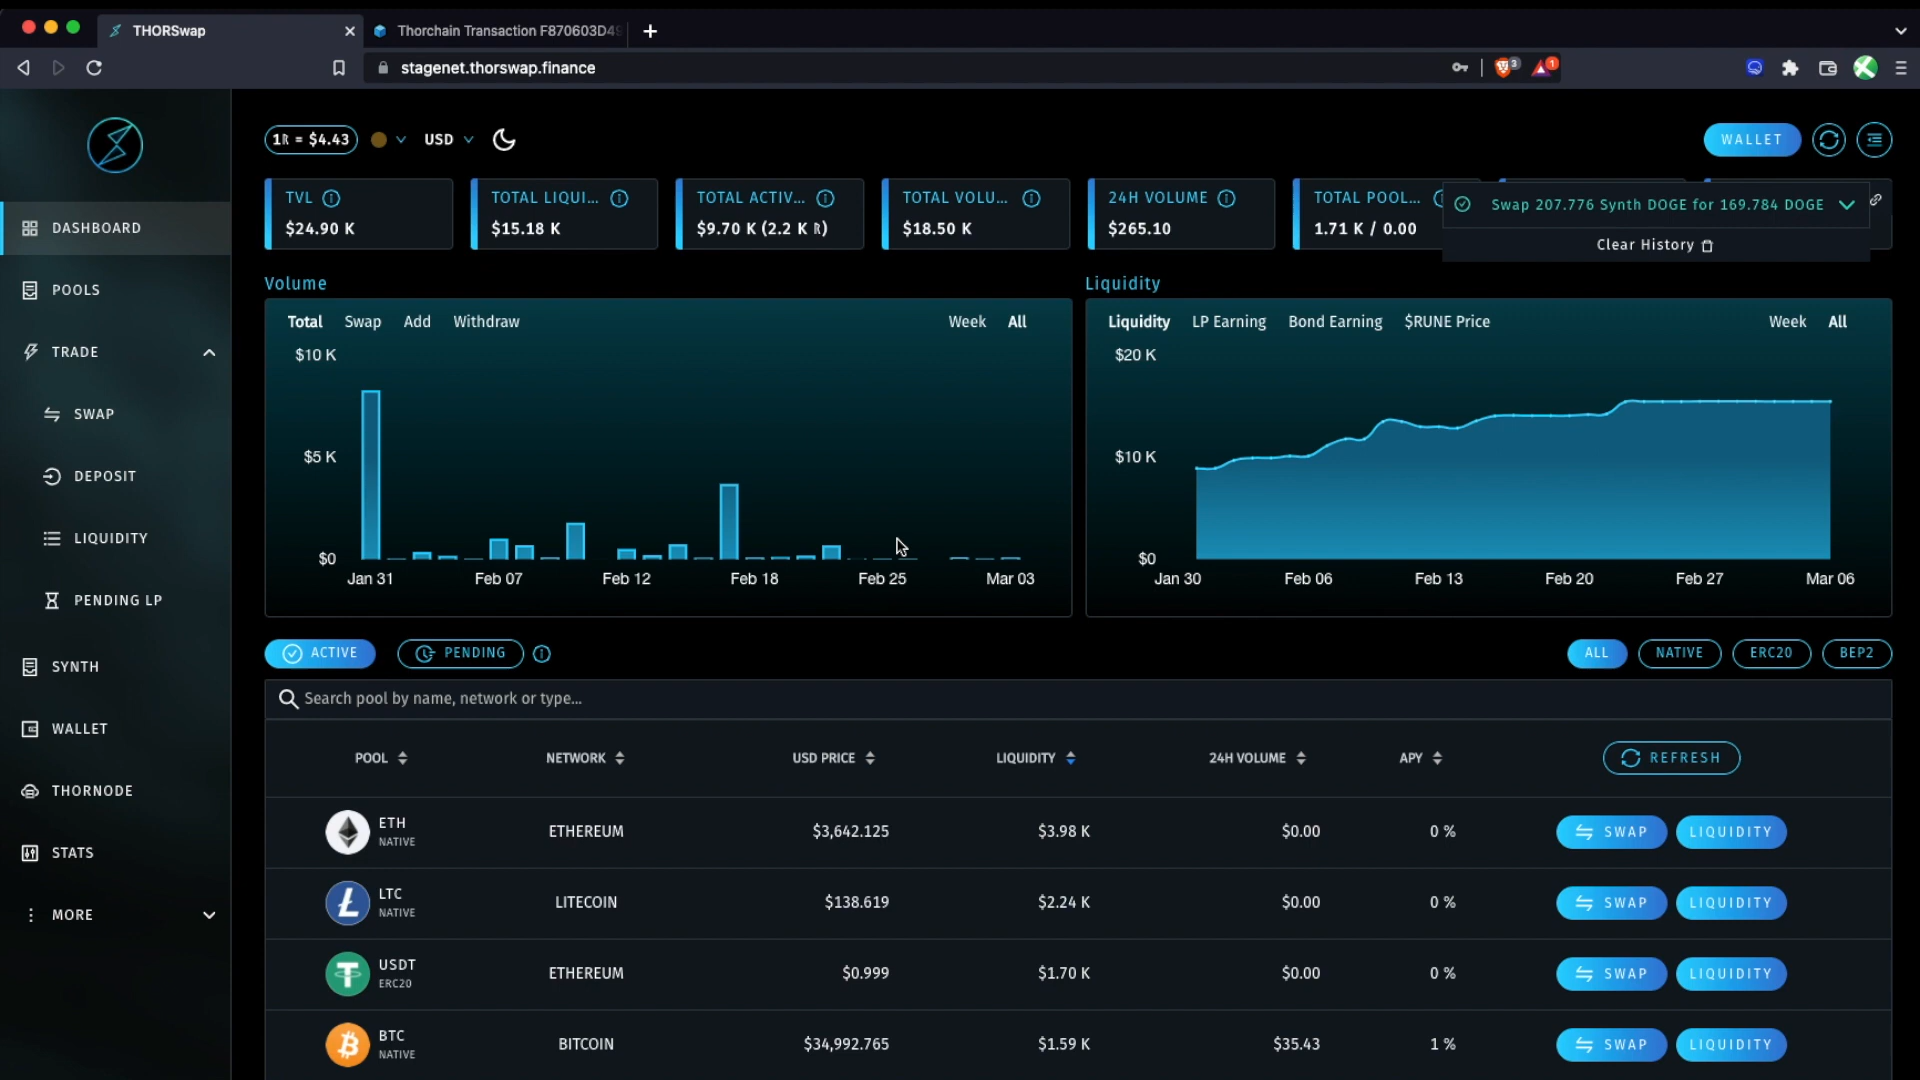 THORSwap
Thorchain Transaction F870603D49
stagenet.thorswap.finance
3
1
1R = $4.43
USD
WALLET
TVL
$24.90 K
TOTAL LIQUI...
$15.18 K
TOTAL ACTIV...
$9.70 K (2.2 K R)
TOTAL VOLU...
$18.50 K
24H VOLUME
$265.10
TOTAL POOL...
1.71 K / 0.00
Swap 207.776 Synth DOGE for 169.784 DOGE
Clear History
DASHBOARD
POOLS
TRADE
SWAP
DEPOSIT
LIQUIDITY
PENDING LP
SYNTH
WALLET
THORNODE
STATS
MORE
Volume
Total Swap Add Withdraw Week All
$10 K
$5 K
$0
Jan 31 Feb 07 Feb 12 Feb 18 Feb 25 Mar 03
Liquidity
Liquidity LP Earning Bond Earning $RUNE Price Week All
$20 K
$10 K
$0
Jan 30 Feb 06 Feb 13 Feb 20 Feb 27 Mar 06
ACTIVE PENDING ALL NATIVE ERC20 BEP2
Search pool by name, network or type...
POOL NETWORK USD PRICE LIQUIDITY 24H VOLUME APY REFRESH
ETH
NATIVE
ETHEREUM $3,642.125 $3.98 K $0.00 0 % SWAP LIQUIDITY
LTC
NATIVE
LITECOIN $138.619 $2.24 K $0.00 0 % SWAP LIQUIDITY
USDT
ERC20
ETHEREUM $0.999 $1.70 K $0.00 0 % SWAP LIQUIDITY
BTC
NATIVE
BITCOIN $34,992.765 $1.59 K $35.43 1 % SWAP LIQUIDITY